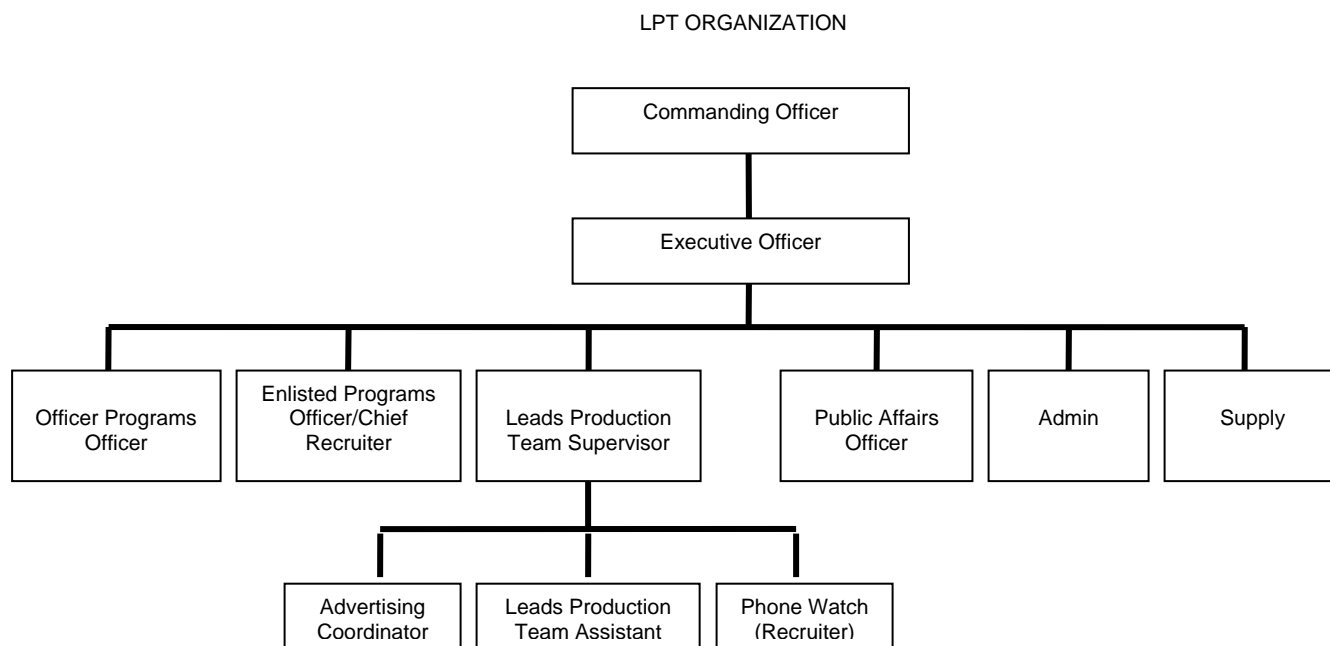 LPT ORGANIZATION
Commanding Officer
Executive Officer
Officer Programs
Officer
Enlisted Programs
Officer/Chief
Recruiter
Leads Production
Team Supervisor
Public Affairs
Officer
Admin
Supply
Advertising
Coordinator
Leads Production
Team Assistant
Phone Watch
(Recruiter)